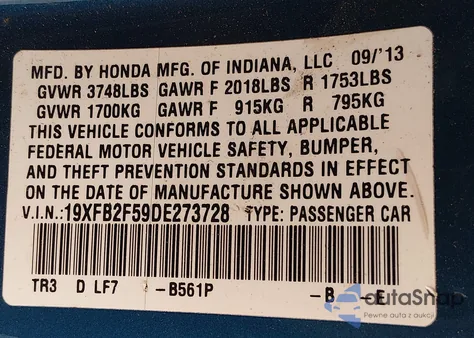 MFD. BY HONDA MFG. OF INDIANA, LLC 09/'13
GVWR 3748LBS GAWR F 2018LBS R 1753LBS
GVWR 1700KG GAWR F 915KG R 795KG
THIS VEHICLE CONFORMS TO ALL APPLICABLE
FEDERAL MOTOR VEHICLE SAFETY, BUMPER,
AND THEFT PREVENTION STANDARDS IN EFFECT
ON THE DATE OF MANUFACTURE SHOWN ABOVE.
V.I.N.:19XFB2F59DE273728 TYPE: PASSENGER CAR
TR3 D LF7 -B561P -B -E
autaSnap
Pewne auta z aukcji